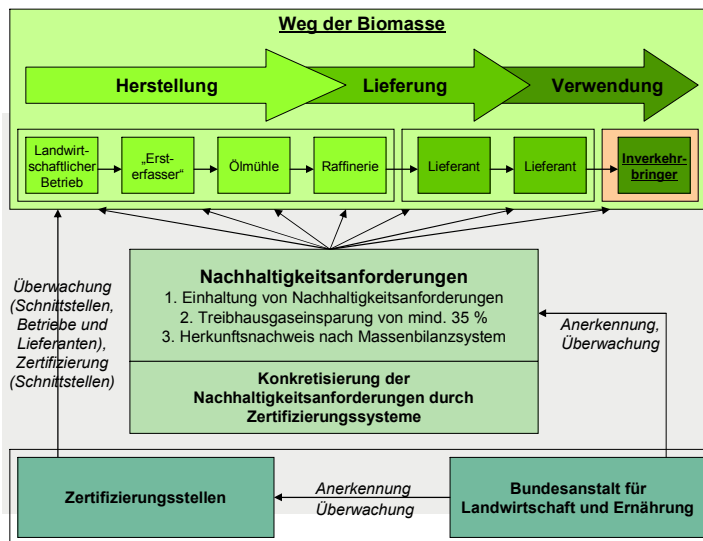 Weg der Biomasse
Herstellung
Lieferung
Verwendung
Landwirt-
schaftlicher
Betrieb
„Erst-
erfasser“
Ölmühle
Raffinerie
Lieferant
Lieferant
Inverkehr-
bringer
Nachhaltigkeitsanforderungen
1. Einhaltung von Nachhaltigkeitsanforderungen
2. Treibhausgaseinsparung von mind. 35 %
3. Herkunftsnachweis nach Massenbilanzsystem
Überwachung
(Schnittstellen,
Betriebe und
Lieferanten),
Zertifizierung
(Schnittstellen)
Anerkennung,
Überwachung
Konkretisierung der
Nachhaltigkeitsanforderungen durch
Zertifizierungssysteme
Zertifizierungsstellen
Anerkennung
Überwachung
Bundesanstalt für
Landwirtschaft und Ernährung